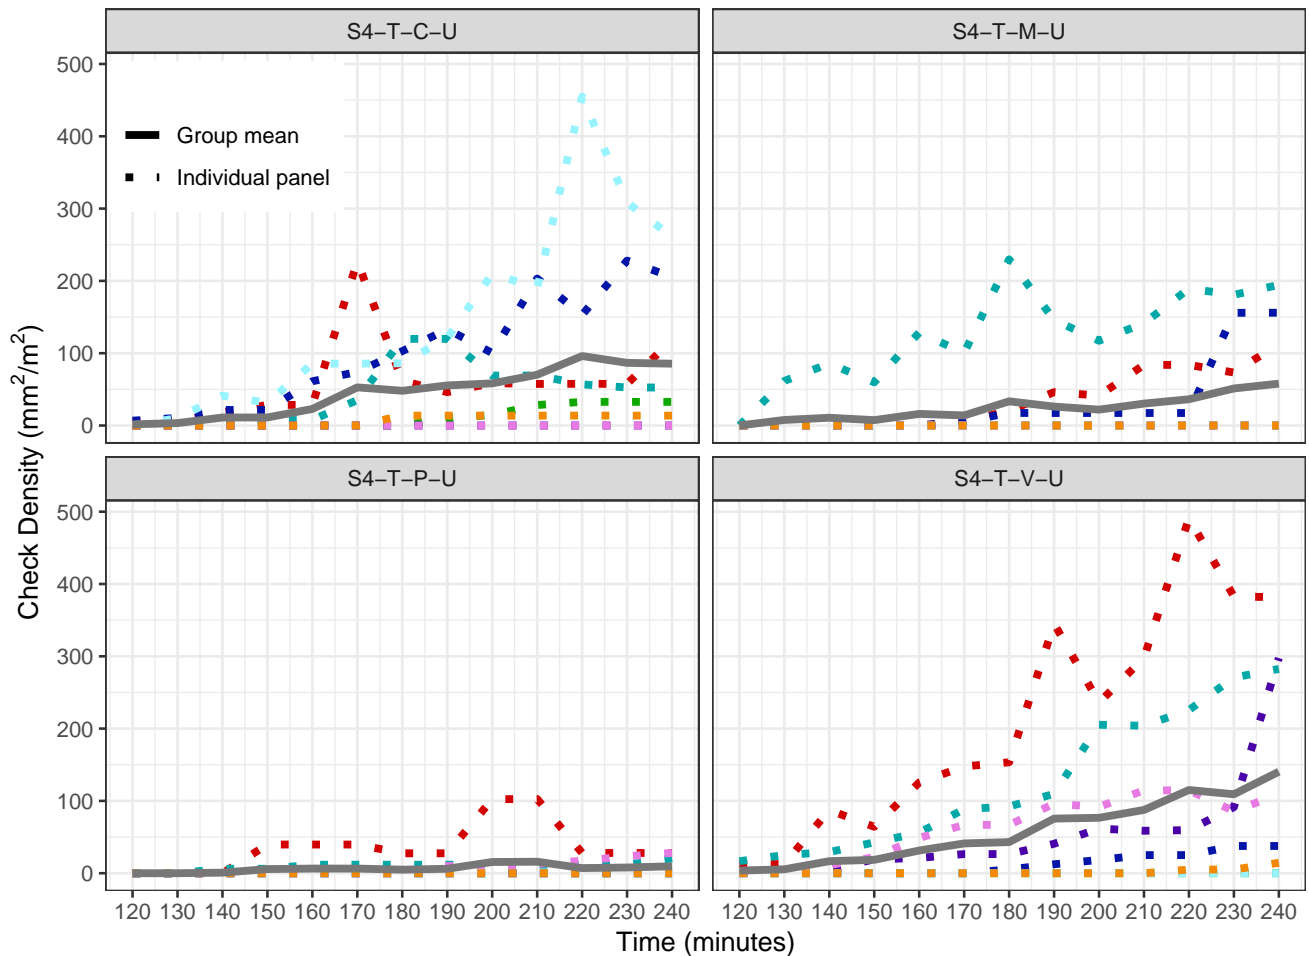 S4−T−C−U
S4−T−M−U
500
400
300
200
100
0
Group mean
Individual panel
S4−T−P−U
S4−T−V−U
500
400
300
200
100
0
120 130 140 150 160 170 180 190 200 210 220 230 240
120 130 140 150 160 170 180 190 200 210 220 230 240
Time (minutes)
Check Density (mm²/m²)